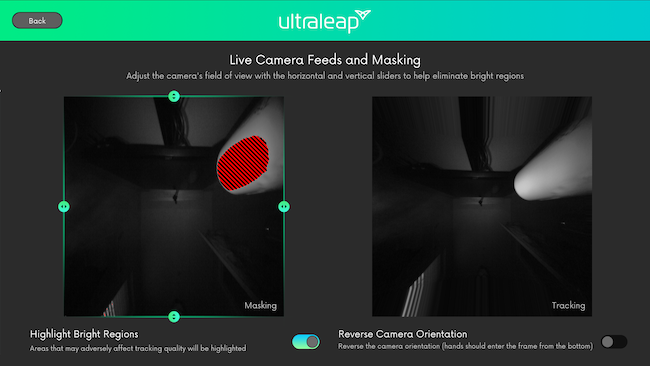 Back
ultraleap
Live Camera Feeds and Masking
Adjust the camera's field of view with the horizontal and vertical sliders to help eliminate bright regions
Masking
Tracking
Highlight Bright Regions
Areas that may adversely affect tracking quality will be highlighted
Reverse Camera Orientation
Reverse the camera orientation (hands should enter the frame from the bottom)